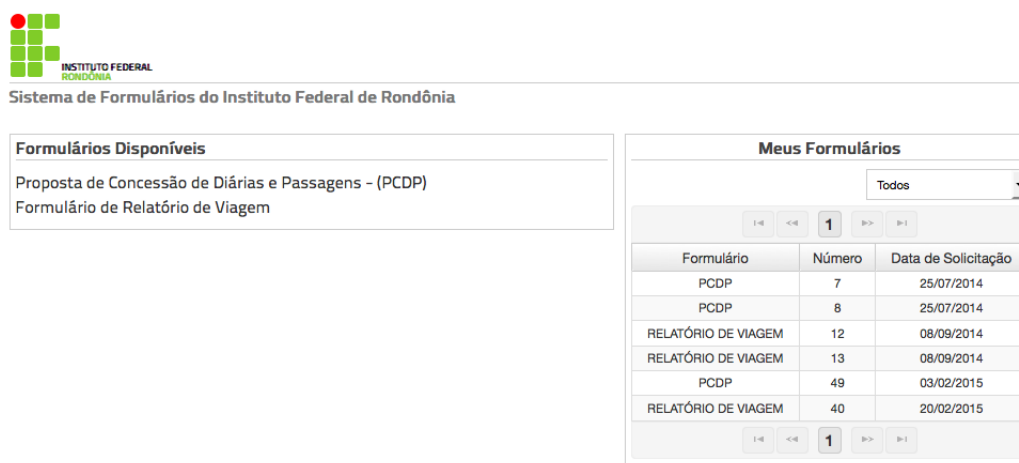 INSTITUTO FEDERAL
RONDÔNIA
Sistema de Formulários do Instituto Federal de Rondônia
Formulários Disponíveis
Proposta de Concessão de Diárias e Passagens - (PCDP)
Formulário de Relatório de Viagem
Meus Formulários
Todos
1
Formulário Número Data de Solicitação
PCDP 7 25/07/2014
PCDP 8 25/07/2014
RELATÓRIO DE VIAGEM 12 08/09/2014
RELATÓRIO DE VIAGEM 13 08/09/2014
PCDP 49 03/02/2015
RELATÓRIO DE VIAGEM 40 20/02/2015
1